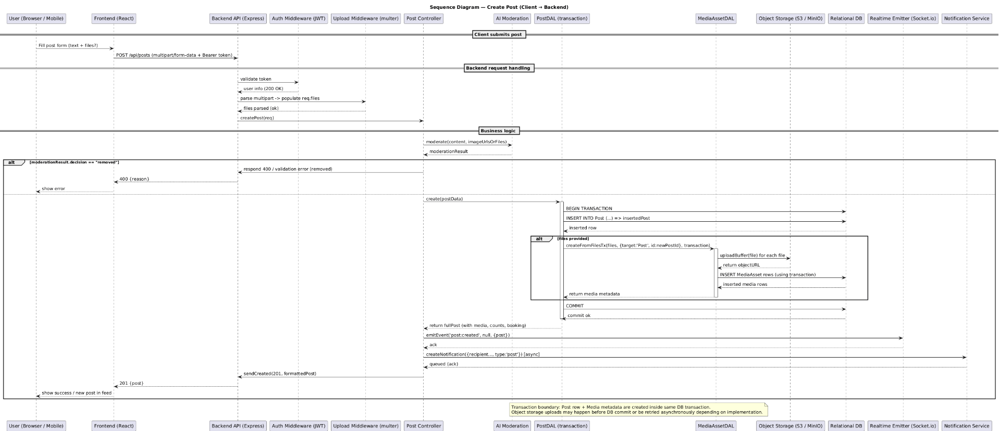 Sequence Diagram — Create Post (Client → Backend)
User (Browser / Mobile) Frontend (React) Backend API (Express) Auth Middleware (JWT) Upload Middleware (multer) Post Controller AI Moderation PostDAL (transaction) MediaAssetDAL Object Storage (S3 / MinIO) Relational DB Realtime Emitter (Socket.io) Notification Service
Client submits post
Fill post form (text + files?)
POST /api/posts (multipart/form-data + Bearer token)
Backend request handling
validate token
user info (200 OK)
parse multipart -> populate req.files
files parsed (ok)
createPost(req)
Business logic
moderate(content, imageUrlsOrFiles)
moderationResult
alt [moderationResult.decision == "removed"]
respond 400 / validation error (removed)
400 {reason}
show error
create(postData)
BEGIN TRANSACTION
INSERT INTO Post (...) => insertedPost
inserted row
alt [files provided]
createFromFilesTx(files, {target:'Post', id:newPostId}, transaction)
uploadBuffer(file) for each file
return objectURL
INSERT MediaAsset rows (using transaction)
inserted media rows
return media metadata
COMMIT
commit ok
return fullPost (with media, counts, booking)
emitEvent('post:created', null, {post})
ack
createNotification({recipient..., type:'post'}) [async]
queued (ack)
sendCreated(201, formattedPost)
201 {post}
show success / new post in feed
Transaction boundary: Post row + Media metadata are created inside same DB transaction.
Object storage uploads may happen before DB commit or be retried asynchronously depending on implementation.
User (Browser / Mobile) Frontend (React) Backend API (Express) Auth Middleware (JWT) Upload Middleware (multer) Post Controller AI Moderation PostDAL (transaction) MediaAssetDAL Object Storage (S3 / MinIO) Relational DB Realtime Emitter (Socket.io) Notification Service